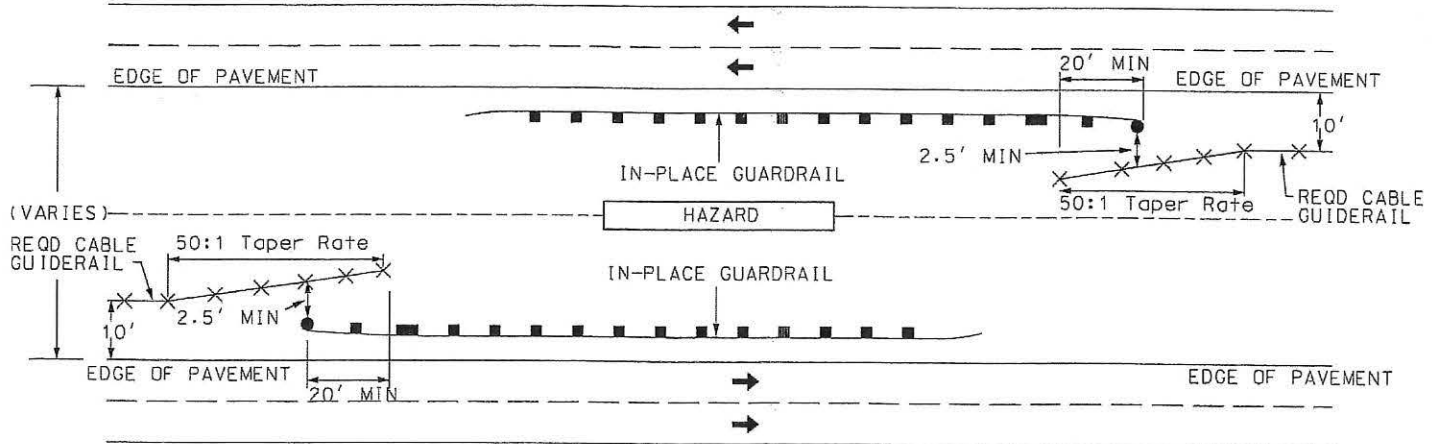 EDGE OF PAVEMENT
20' MIN
EDGE OF PAVEMENT
10'
2.5' MIN
IN-PLACE GUARDRAIL
REQD CABLE
GUIDERAIL
50:1 Taper Rate
(VARIES)
HAZARD
REQD CABLE
GUIDERAIL
50:1 Taper Rate
IN-PLACE GUARDRAIL
2.5' MIN
10'
EDGE OF PAVEMENT
20' MIN
EDGE OF PAVEMENT